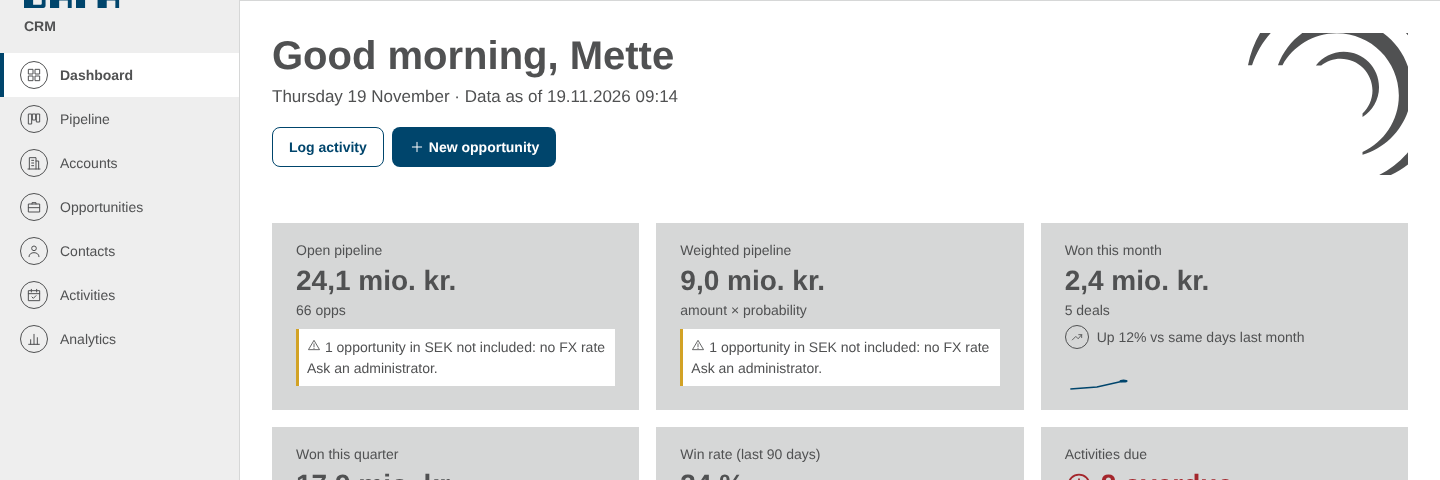 CRM
Dashboard
Pipeline
Accounts
Opportunities
Contacts
Activities
Analytics
Good morning, Mette
Thursday 19 November · Data as of 19.11.2026 09:14
Log activity
New opportunity
Open pipeline
24,1 mio. kr.
66 opps
1 opportunity in SEK not included: no FX rate
Ask an administrator.
Weighted pipeline
9,0 mio. kr.
amount × probability
1 opportunity in SEK not included: no FX rate
Ask an administrator.
Won this month
2,4 mio. kr.
5 deals
Up 12% vs same days last month
Won this quarter
Win rate (last 90 days)
Activities due
overdue